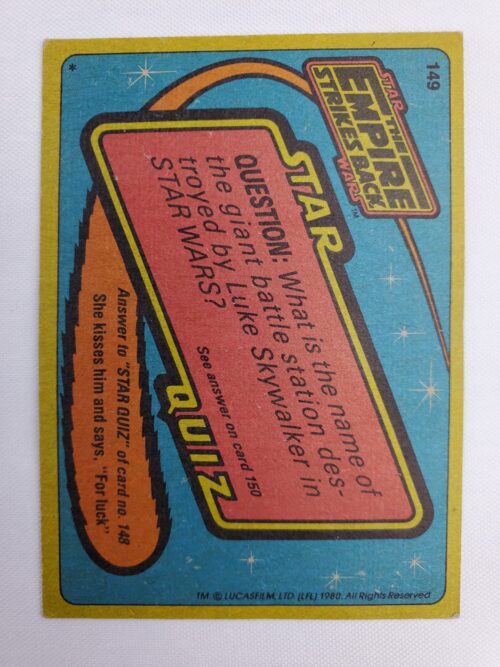 149
STAR
THE
EMPIRE
STRIKES BACK
WARS™
STAR QUIZ
QUESTION: What is the name of
the giant battle station des-
troyed by Luke Skywalker in
STAR WARS?
See answer on card 150
Answer to "STAR QUIZ" of card no. 148
She kisses him and says, "For luck"
*
TM © LUCASFILM, LTD. (LFL) 1980. All Rights Reserved